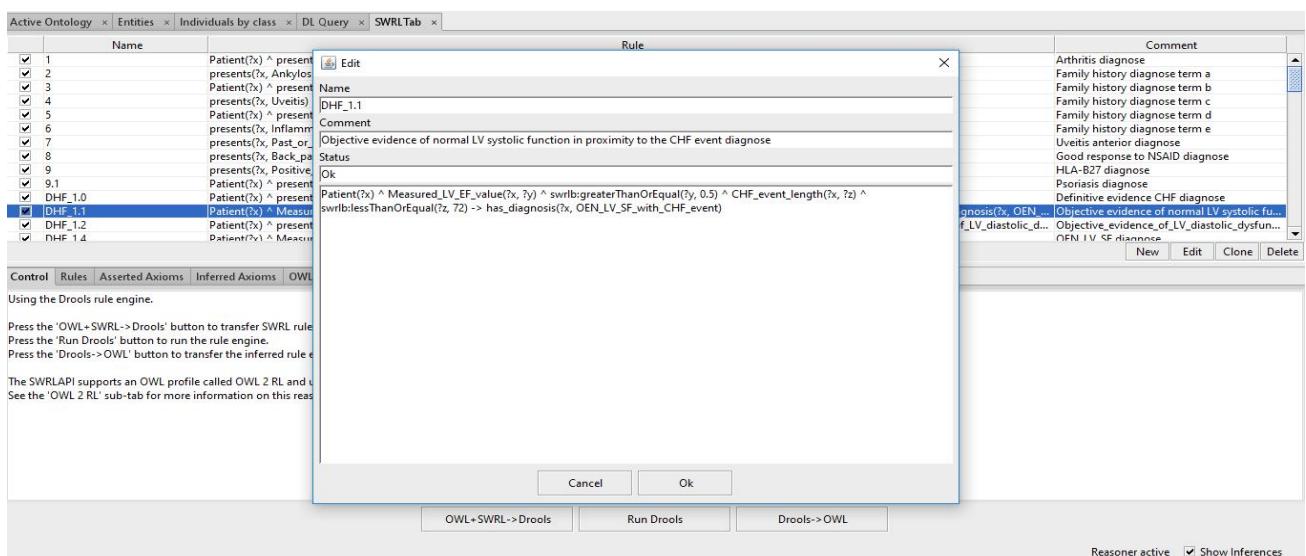 Active Ontology × Entities × Individuals by class × DL Query × SWRLTab ×
Name Rule Comment
1 Patient(?x) ^ present Arthritis diagnose
2 presents(?x, Ankylos Family history diagnose term a
3 Patient(?x) ^ present Family history diagnose term b
4 presents(?x, Uveitis) Family history diagnose term c
5 Patient(?x) ^ present Family history diagnose term d
6 presents(?x, Inflamm Family history diagnose term e
7 presents(?x, Past_or_ Uveitis anterior diagnose
8 presents(?x, Back_pa Good response to NSAID diagnose
9 presents(?x, Positive_ HLA-B27 diagnose
9.1 Patient(?x) ^ present Psoriasis diagnose
DHF_1.0 Patient(?x) ^ present Definitive evidence CHF diagnose
DHF_1.1 Patient(?x) ^ Measur gnosis(?x, OEN_... Objective evidence of normal LV systolic fu...
DHF_1.2 Patient(?x) ^ present f_LV_diastolic_d... Objective_evidence_of_LV_diastolic_dysfun...
DHF_1.4 Patient(?x) ^ Measur OEN_LV_SF diagnose
New Edit Clone Delete
Edit
Name
DHF_1.1
Comment
Objective evidence of normal LV systolic function in proximity to the CHF event diagnose
Status
Ok
Patient(?x) ^ Measured_LV_EF_value(?x, ?y) ^ swrlb:greaterThanOrEqual(?y, 0.5) ^ CHF_event_length(?x, ?z) ^
swrlb:lessThanOrEqual(?z, 72) -> has_diagnosis(?x, OEN_LV_SF_with_CHF_event)
Cancel Ok
Control Rules Asserted Axioms Inferred Axioms OWL
Using the Drools rule engine.
Press the 'OWL+SWRL->Drools' button to transfer SWRL rule
Press the 'Run Drools' button to run the rule engine.
Press the 'Drools->OWL' button to transfer the inferred rule e
The SWRLAPI supports an OWL profile called OWL 2 RL and u
See the 'OWL 2 RL' sub-tab for more information on this reas
OWL+SWRL->Drools Run Drools Drools->OWL
Reasoner active Show Inferences